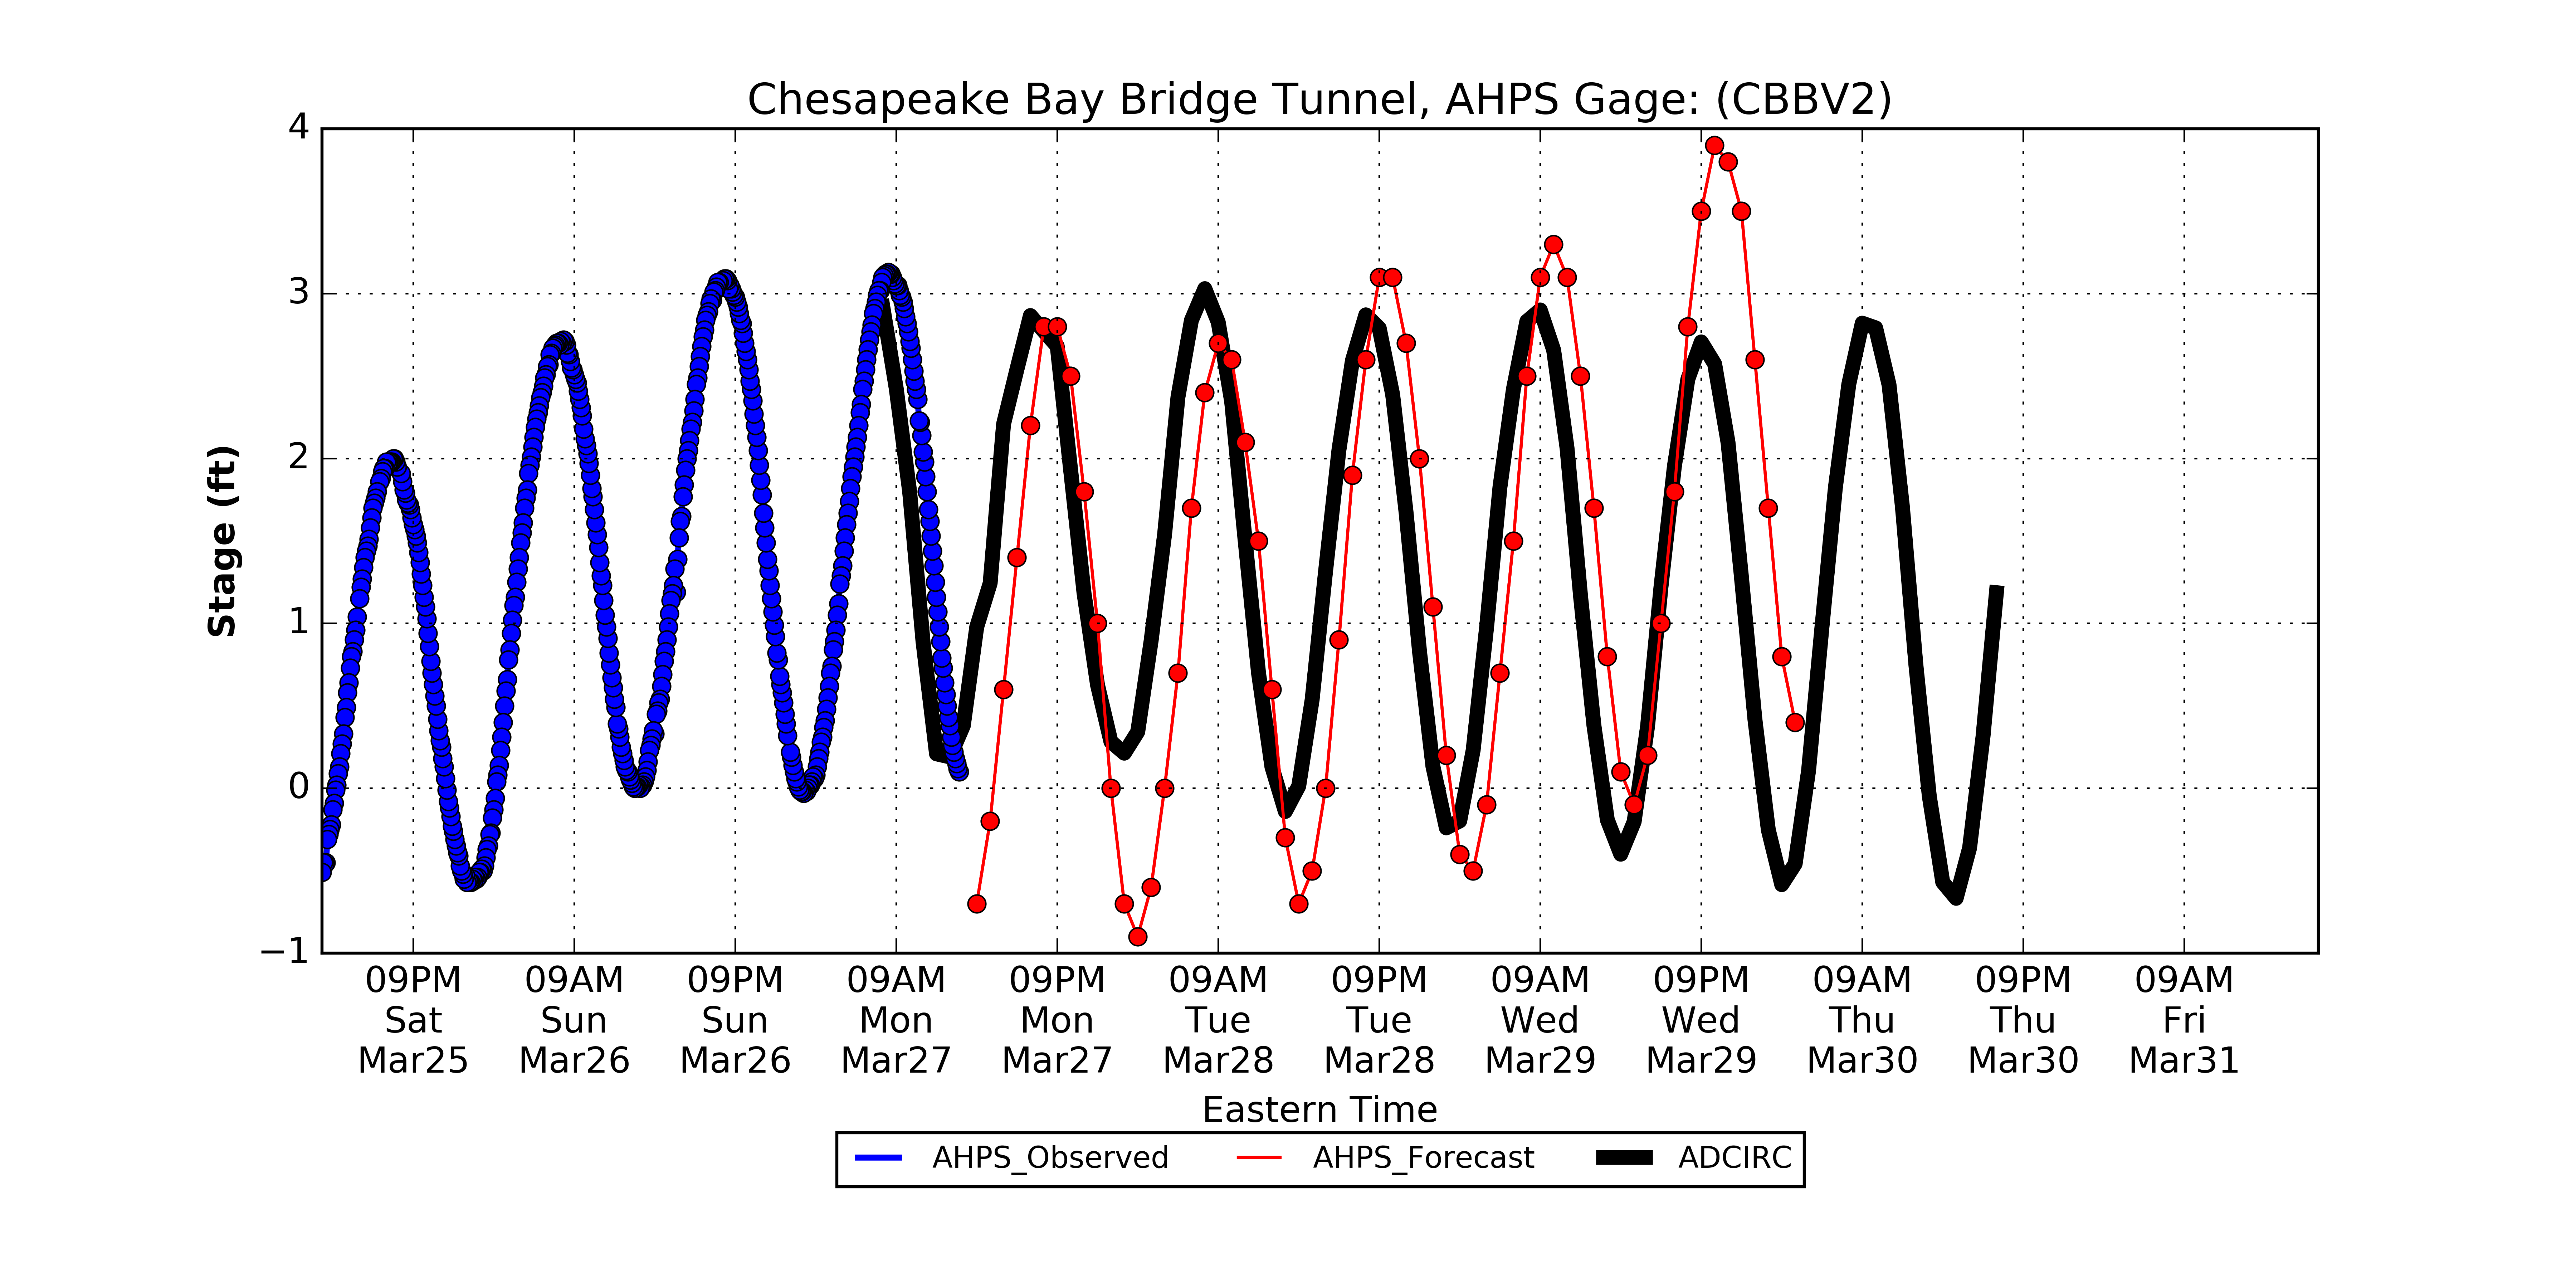 Chesapeake Bay Bridge Tunnel, AHPS Gage: (CBBV2)
4
3
2
1
0
−1
Stage (ft)
09PM 09AM 09PM 09AM 09PM 09AM 09PM 09AM 09PM 09AM 09PM 09AM
Sat Sun Sun Mon Mon Tue Tue Wed Wed Thu Thu Fri
Mar25 Mar26 Mar26 Mar27 Mar27 Mar28 Mar28 Mar29 Mar29 Mar30 Mar30 Mar31
Eastern Time
AHPS_Observed AHPS_Forecast ADCIRC